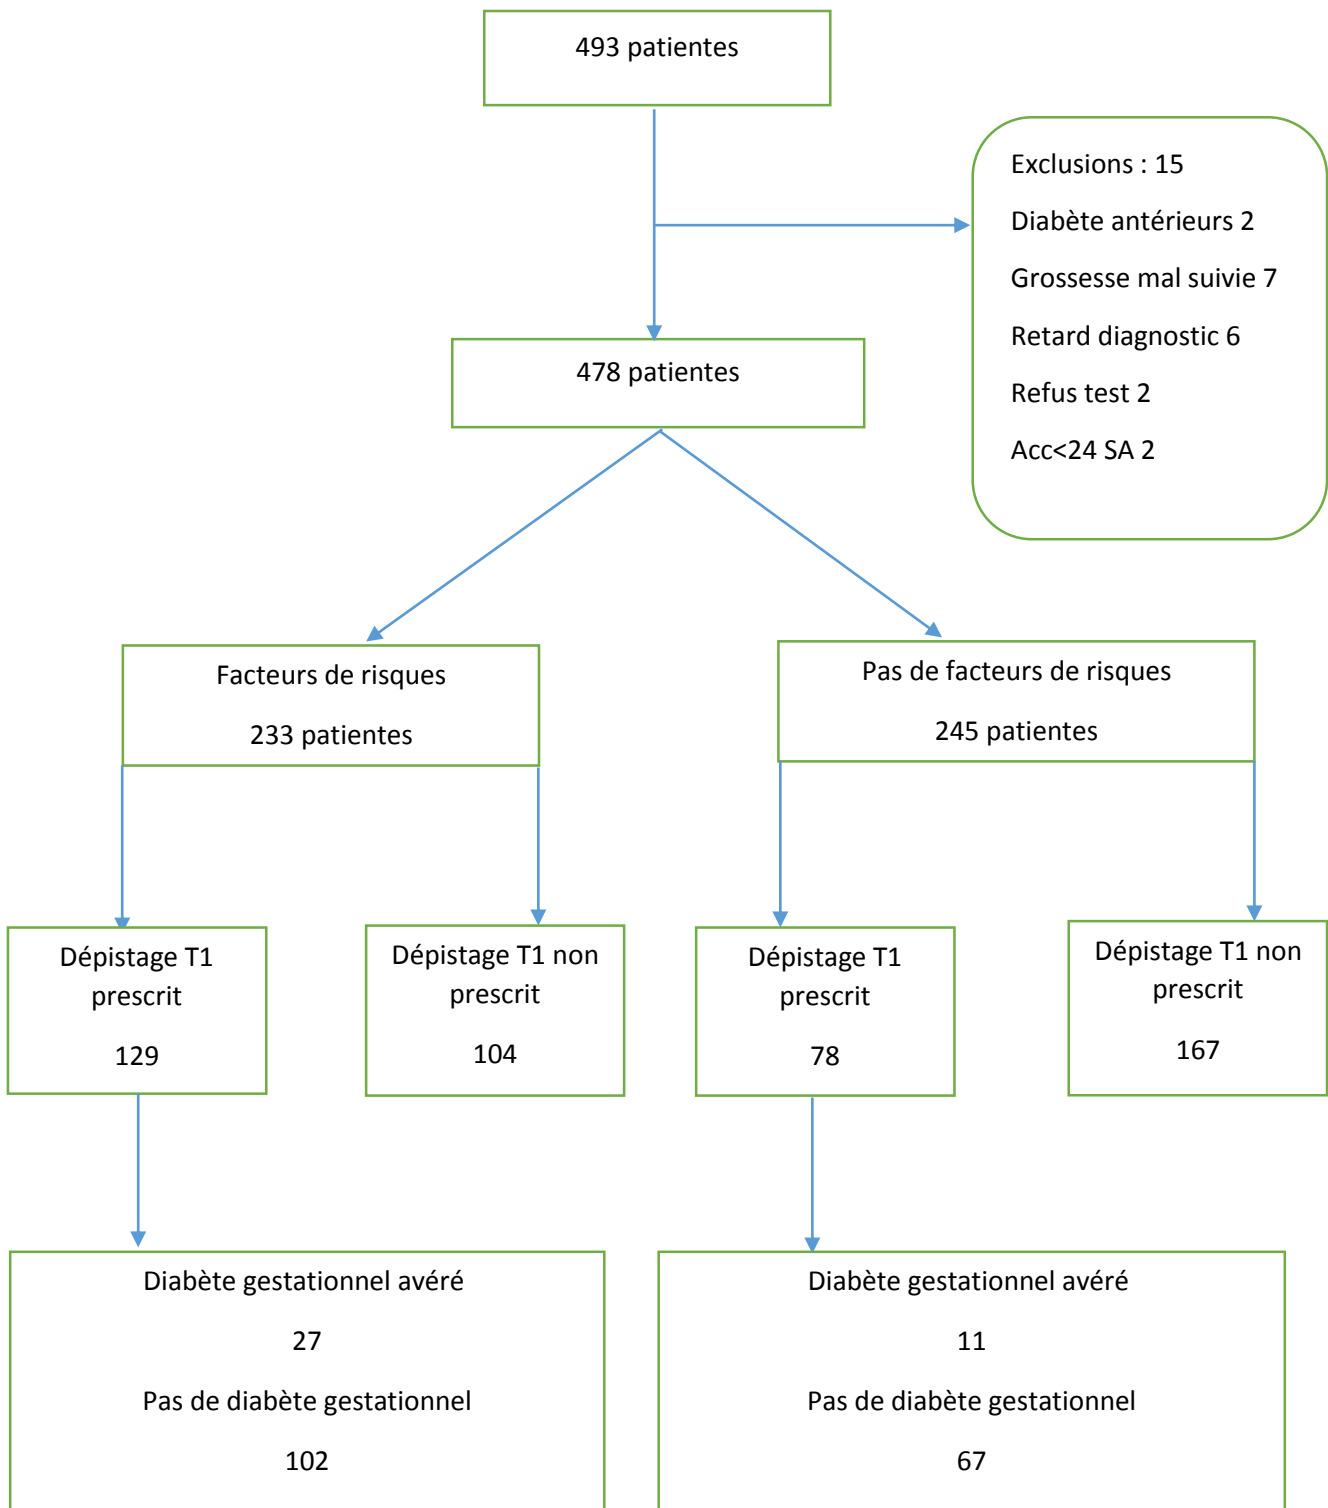 493 patientes
Exclusions : 15
Diabète antérieurs 2
Grossesse mal suivie 7
Retard diagnostic 6
Refus test 2
Acc<24 SA 2
478 patientes
Facteurs de risques
233 patientes
Pas de facteurs de risques
245 patientes
Dépistage T1
prescrit
129
Dépistage T1 non
prescrit
104
Dépistage T1
prescrit
78
Dépistage T1 non
prescrit
167
Diabète gestationnel avéré
27
Pas de diabète gestationnel
102
Diabète gestationnel avéré
11
Pas de diabète gestationnel
67